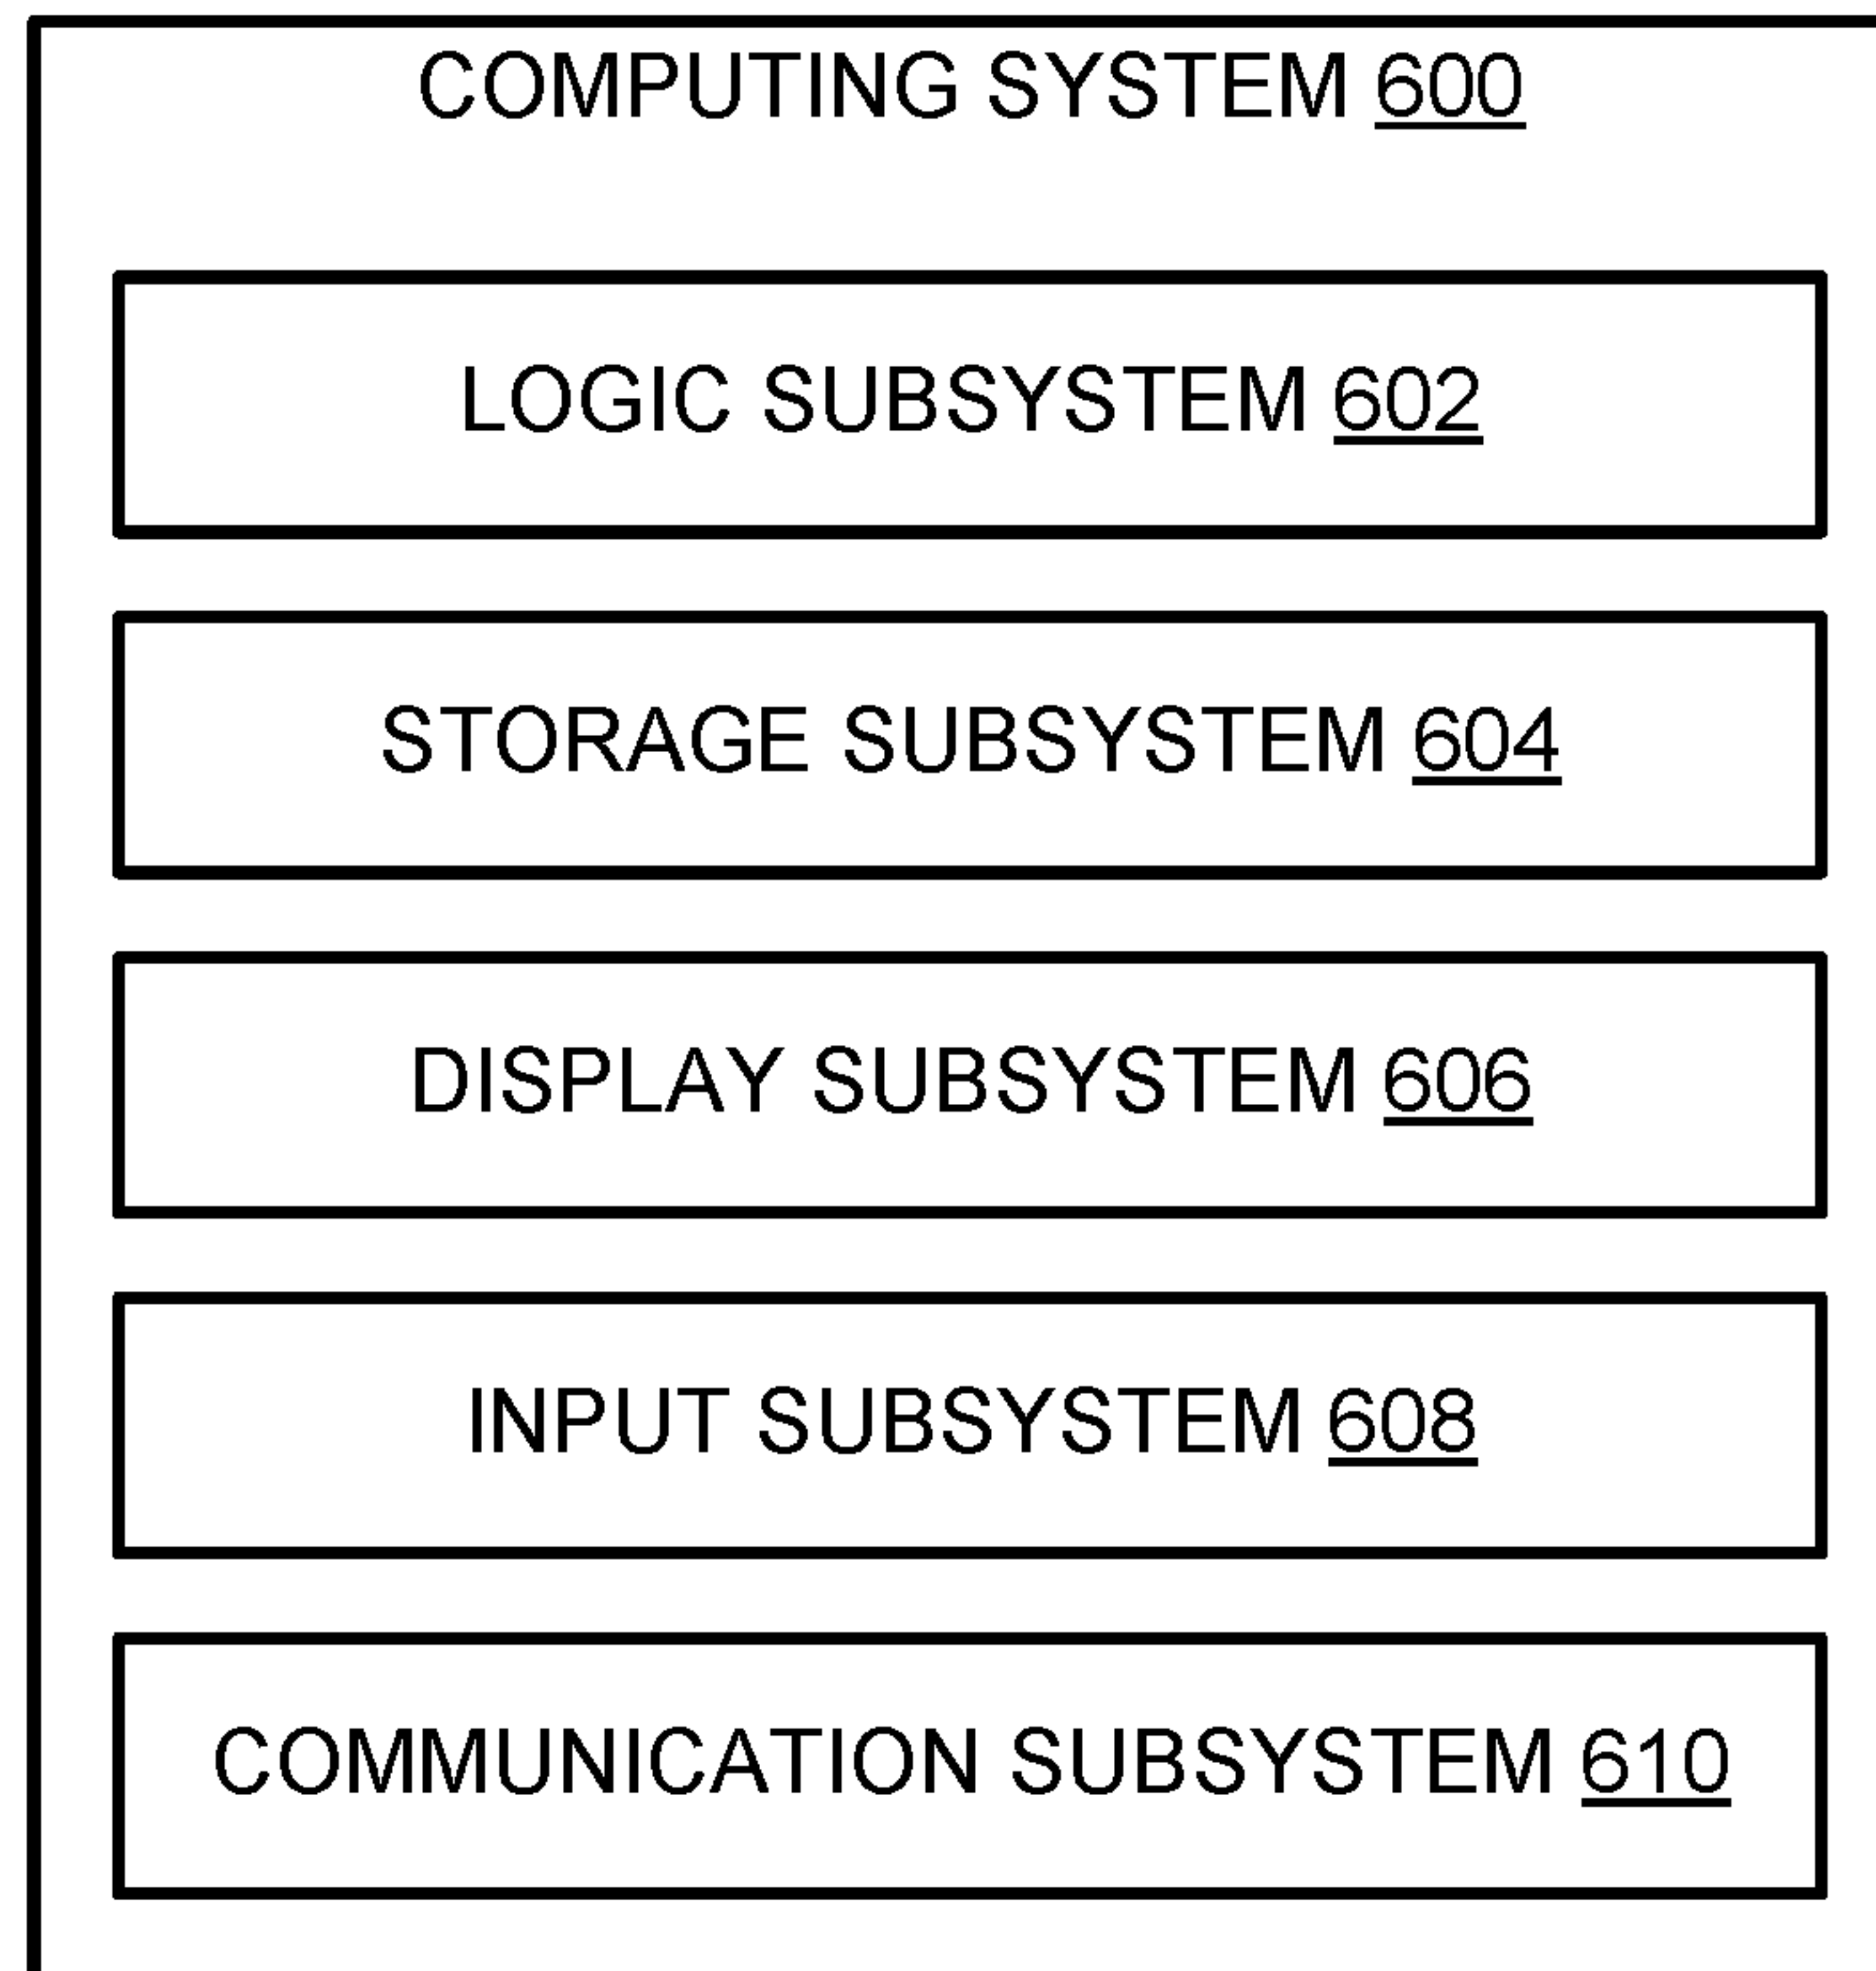 COMPUTING SYSTEM 600
LOGIC SUBSYSTEM 602
STORAGE SUBSYSTEM 604
DISPLAY SUBSYSTEM 606
INPUT SUBSYSTEM 608
COMMUNICATION SUBSYSTEM 610